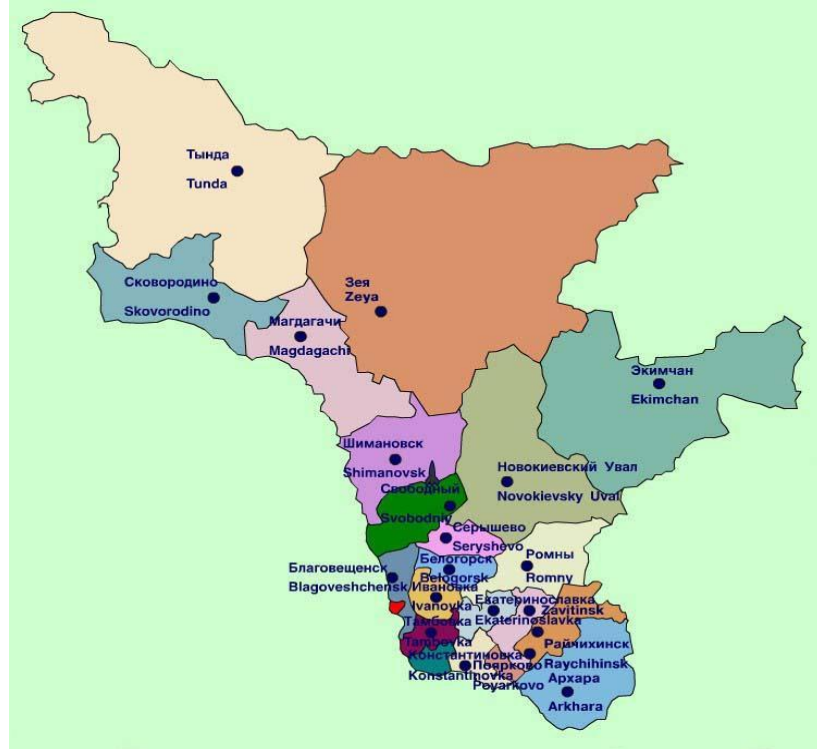 Тында
Tunda
Сковородино
Skovorodino
Зея
Zeya
Магдагачи
Magdagachi
Экимчан
Ekimchan
Шимановск
Shimanovsk
Новокиевский Увал
Novokievsky Uval
Свободный
Svobodniy
Серышево
Seryshevo
Ромны
Romny
Белогорск
Belogorsk
Благовещенск
Blagoveshchensk
Ивановка
Ivanovka
Екатеринославка
Ekaterinoslavka
Zavitinsk
Тамбовка
Tambovka
Райчихинск
Raychihinsk
Константиновка
Konstantinovka
Поярково
Poyarkovo
Архара
Arkhara